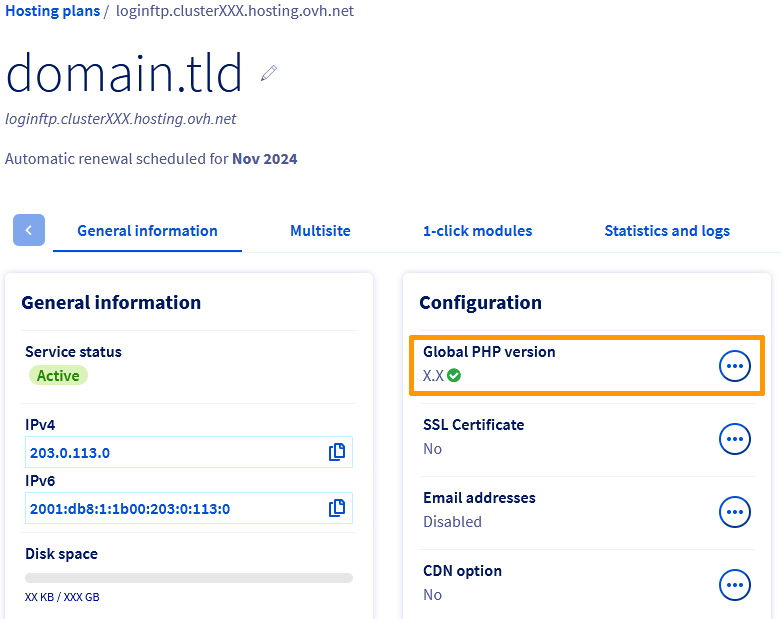 Hosting plans / loginftp.clusterXXX.hosting.ovh.net
domain.tld
loginftp.clusterXXX.hosting.ovh.net
Automatic renewal scheduled for Nov 2024
General information
Multisite
1-click modules
Statistics and logs
General information
Service status
Active
IPv4
203.0.113.0
IPv6
2001:db8:1:1b00:203:0:113:0
Disk space
XX KB / XXX GB
Configuration
Global PHP version
X.X
SSL Certificate
No
Email addresses
Disabled
CDN option
No